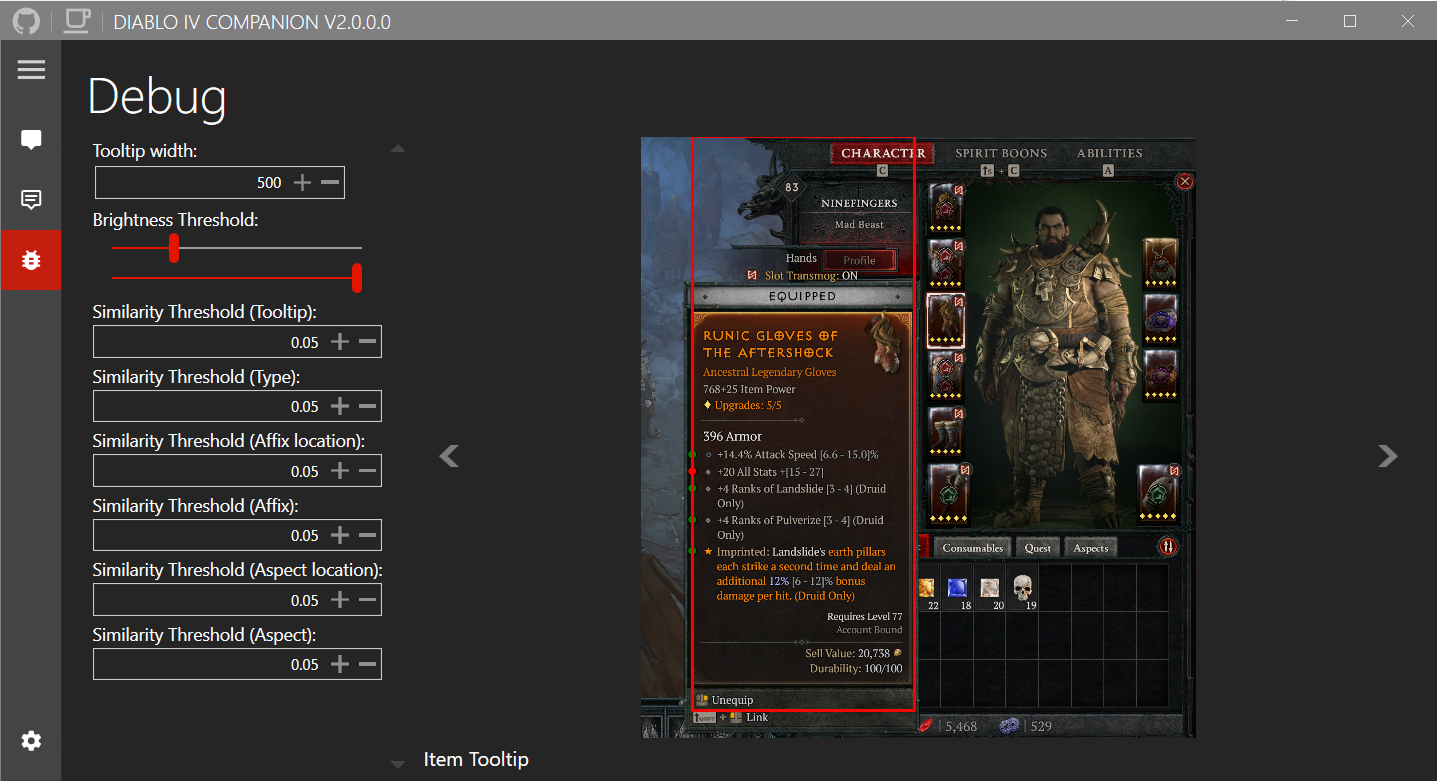 DIABLO IV COMPANION V2.0.0.0
Debug
Tooltip width:
500
Brightness Threshold:
Similarity Threshold (Tooltip):
0.05
Similarity Threshold (Type):
0.05
Similarity Threshold (Affix location):
0.05
Similarity Threshold (Affix):
0.05
Similarity Threshold (Aspect location):
0.05
Similarity Threshold (Aspect):
0.05
CHARACTER SPIRIT BOONS ABILITIES
C + C A
83
NINEFINGERS
Mad Beast
Hands Profile
Slot Transmog: ON
EQUIPPED
RUNIC GLOVES OF
THE AFTERSHOCK
Ancestral Legendary Gloves
768+25 Item Power
Upgrades: 5/5
396 Armor
+14.4% Attack Speed [6.6 - 15.0]%
+20 All Stats +[15 - 27]
+4 Ranks of Landslide [3 - 4] (Druid
Only)
+4 Ranks of Pulverize [3 - 4] (Druid
Only)
Imprinted: Landslide's earth pillars
each strike a second time and deal an
additional 12% [6 - 12]% bonus
damage per hit. (Druid Only)
Requires Level 77
Account Bound
Sell Value: 20,738
Durability: 100/100
Unequip
+ Link
Consumables Quest Aspects
22 18 20 19
5,468 529
Item Tooltip